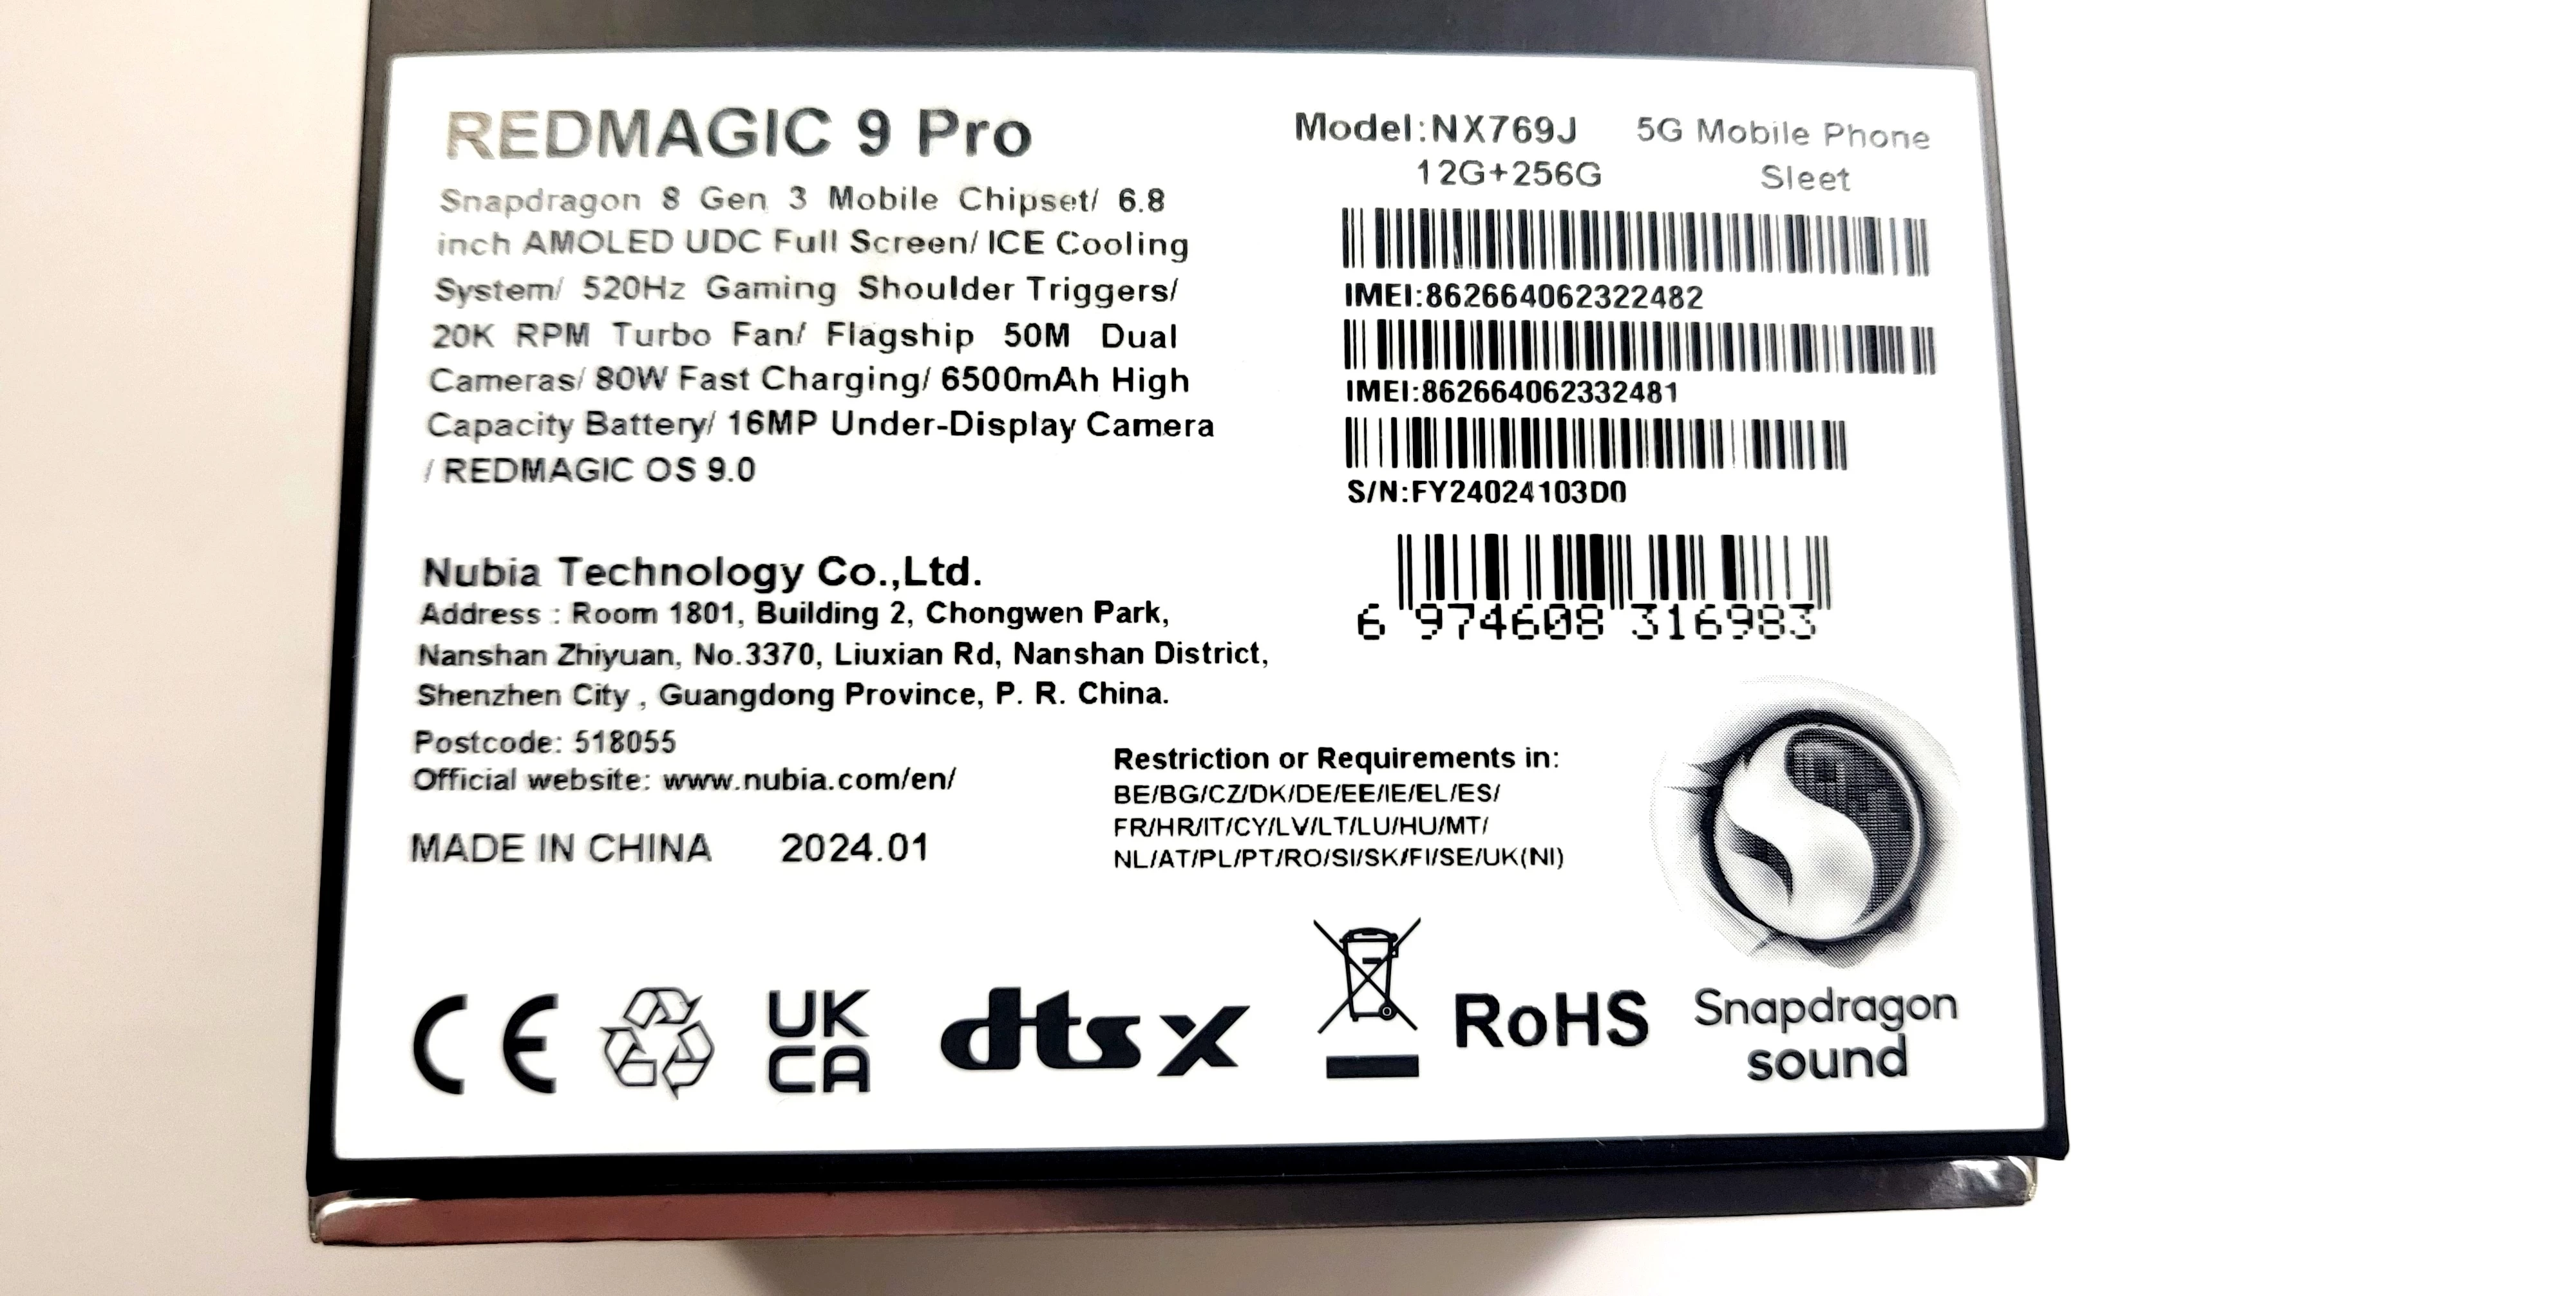 REDMAGIC 9 Pro
Snapdragon 8 Gen 3 Mobile Chipset/ 6.8
inch AMOLED UDC Full Screen/ ICE Cooling
System/ 520Hz Gaming Shoulder Triggers/
20K RPM Turbo Fan/ Flagship 50M Dual
Cameras/ 80W Fast Charging/ 6500mAh High
Capacity Battery/ 16MP Under-Display Camera
/ REDMAGIC OS 9.0
Nubia Technology Co.,Ltd.
Address : Room 1801, Building 2, Chongwen Park,
Nanshan Zhiyuan, No.3370, Liuxian Rd, Nanshan District,
Shenzhen City , Guangdong Province, P. R. China.
Postcode: 518055
Official website: www.nubia.com/en/
MADE IN CHINA 2024.01
Model:NX769J 5G Mobile Phone
12G+256G Sleet
IMEI:862664062322482
IMEI:862664062332481
S/N:FY24024103D0
6 974608 316983
Restriction or Requirements in:
BE/BG/CZ/DK/DE/EE/IE/EL/ES/
FR/HR/IT/CY/LV/LT/LU/HU/MT/
NL/AT/PL/PT/RO/SI/SK/FI/SE/UK(NI)
CE
UK
CA
dts x
RoHS
Snapdragon
sound